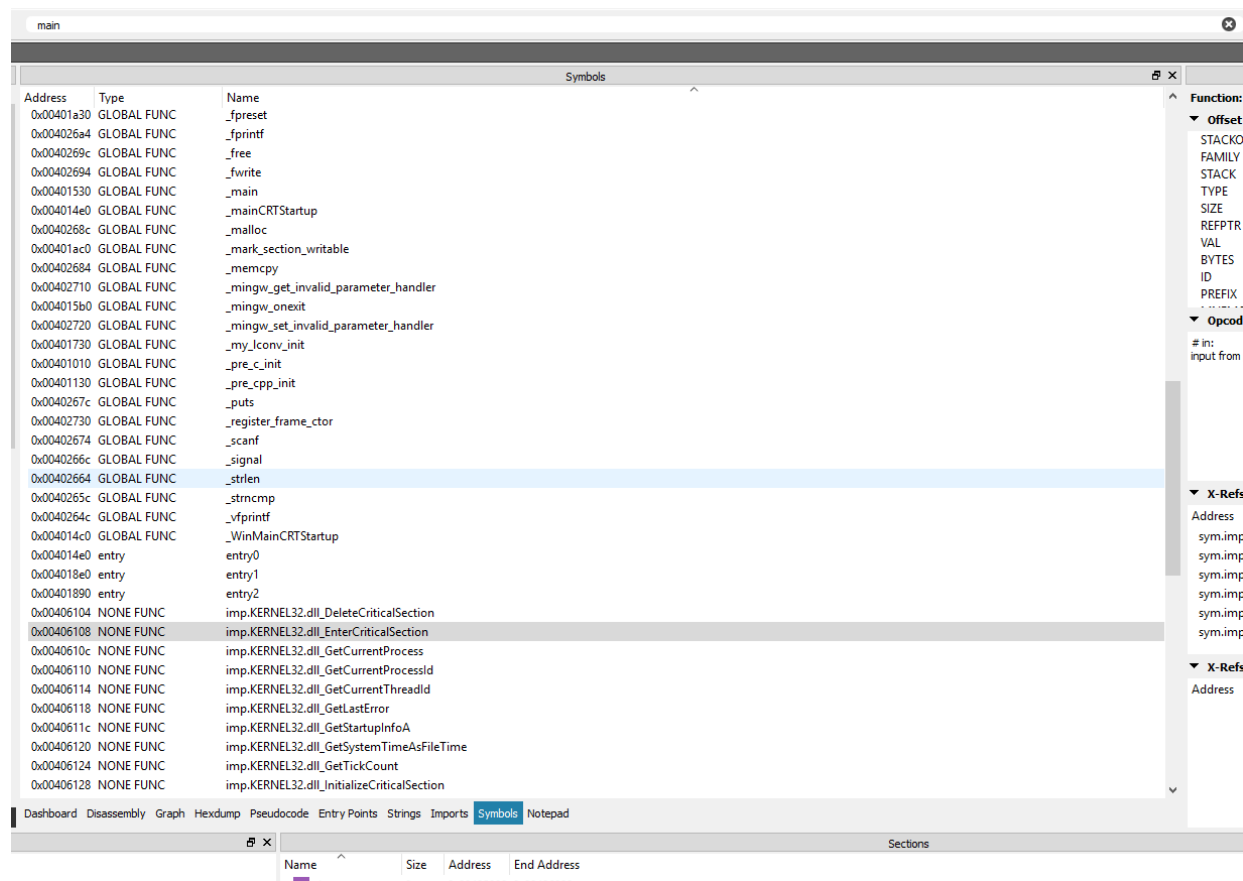 main
Symbols
Address Type Name
0x00401a30 GLOBAL FUNC _fpreset
0x004026a4 GLOBAL FUNC _fprintf
0x0040269c GLOBAL FUNC _free
0x00402694 GLOBAL FUNC _fwrite
0x00401530 GLOBAL FUNC _main
0x004014e0 GLOBAL FUNC _mainCRTStartup
0x0040268c GLOBAL FUNC _malloc
0x00401ac0 GLOBAL FUNC _mark_section_writable
0x00402684 GLOBAL FUNC _memcpy
0x00402710 GLOBAL FUNC _mingw_get_invalid_parameter_handler
0x004015b0 GLOBAL FUNC _mingw_onexit
0x00402720 GLOBAL FUNC _mingw_set_invalid_parameter_handler
0x00401730 GLOBAL FUNC _my_lconv_init
0x00401010 GLOBAL FUNC _pre_c_init
0x00401130 GLOBAL FUNC _pre_cpp_init
0x0040267c GLOBAL FUNC _puts
0x00402730 GLOBAL FUNC _register_frame_ctor
0x00402674 GLOBAL FUNC _scanf
0x0040266c GLOBAL FUNC _signal
0x00402664 GLOBAL FUNC _strlen
0x0040265c GLOBAL FUNC _strncmp
0x0040264c GLOBAL FUNC _vfprintf
0x004014c0 GLOBAL FUNC _WinMainCRTStartup
0x004014e0 entry entry0
0x004018e0 entry entry1
0x00401890 entry entry2
0x00406104 NONE FUNC imp.KERNEL32.dll_DeleteCriticalSection
0x00406108 NONE FUNC imp.KERNEL32.dll_EnterCriticalSection
0x0040610c NONE FUNC imp.KERNEL32.dll_GetCurrentProcess
0x00406110 NONE FUNC imp.KERNEL32.dll_GetCurrentProcessId
0x00406114 NONE FUNC imp.KERNEL32.dll_GetCurrentThreadId
0x00406118 NONE FUNC imp.KERNEL32.dll_GetLastError
0x0040611c NONE FUNC imp.KERNEL32.dll_GetStartupInfoA
0x00406120 NONE FUNC imp.KERNEL32.dll_GetSystemTimeAsFileTime
0x00406124 NONE FUNC imp.KERNEL32.dll_GetTickCount
0x00406128 NONE FUNC imp.KERNEL32.dll_InitializeCriticalSection
Dashboard Disassembly Graph Hexdump Pseudocode Entry Points Strings Imports Symbols Notepad
Function:
Offset
STACKO
FAMILY
STACK
TYPE
SIZE
REFPTR
VAL
BYTES
ID
PREFIX
Opcod
# in:
input from
X-Refs
Address
sym.imp
sym.imp
sym.imp
sym.imp
sym.imp
sym.imp
X-Refs
Address
Sections
Name Size Address End Address